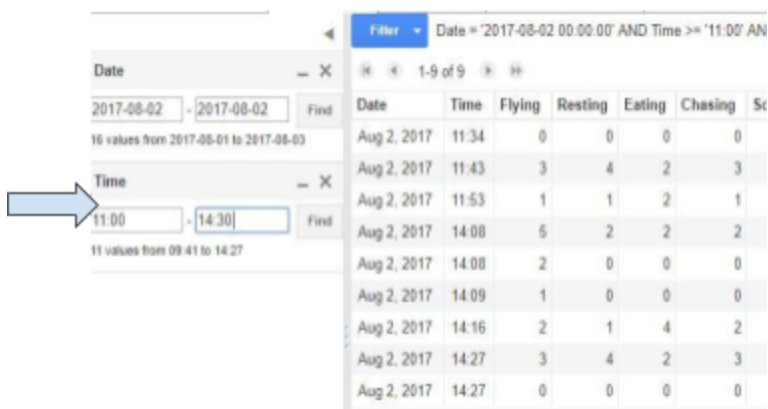 Filter Date = '2017-08-02 00:00:00' AND Time >= '11:00' AN
1-9 of 9
Date
2017-08-02 - 2017-08-02 Find
16 values from 2017-08-01 to 2017-08-03
Time
11:00 - 14:30 Find
11 values from 09:41 to 14:27
Date Time Flying Resting Eating Chasing Sc
Aug 2, 2017 11:34 0 0 0 0
Aug 2, 2017 11:43 3 4 2 3
Aug 2, 2017 11:53 1 1 2 1
Aug 2, 2017 14:08 5 2 2 2
Aug 2, 2017 14:08 2 0 0 0
Aug 2, 2017 14:09 1 0 0 0
Aug 2, 2017 14:16 2 1 4 2
Aug 2, 2017 14:27 3 4 2 3
Aug 2, 2017 14:27 0 0 0 0